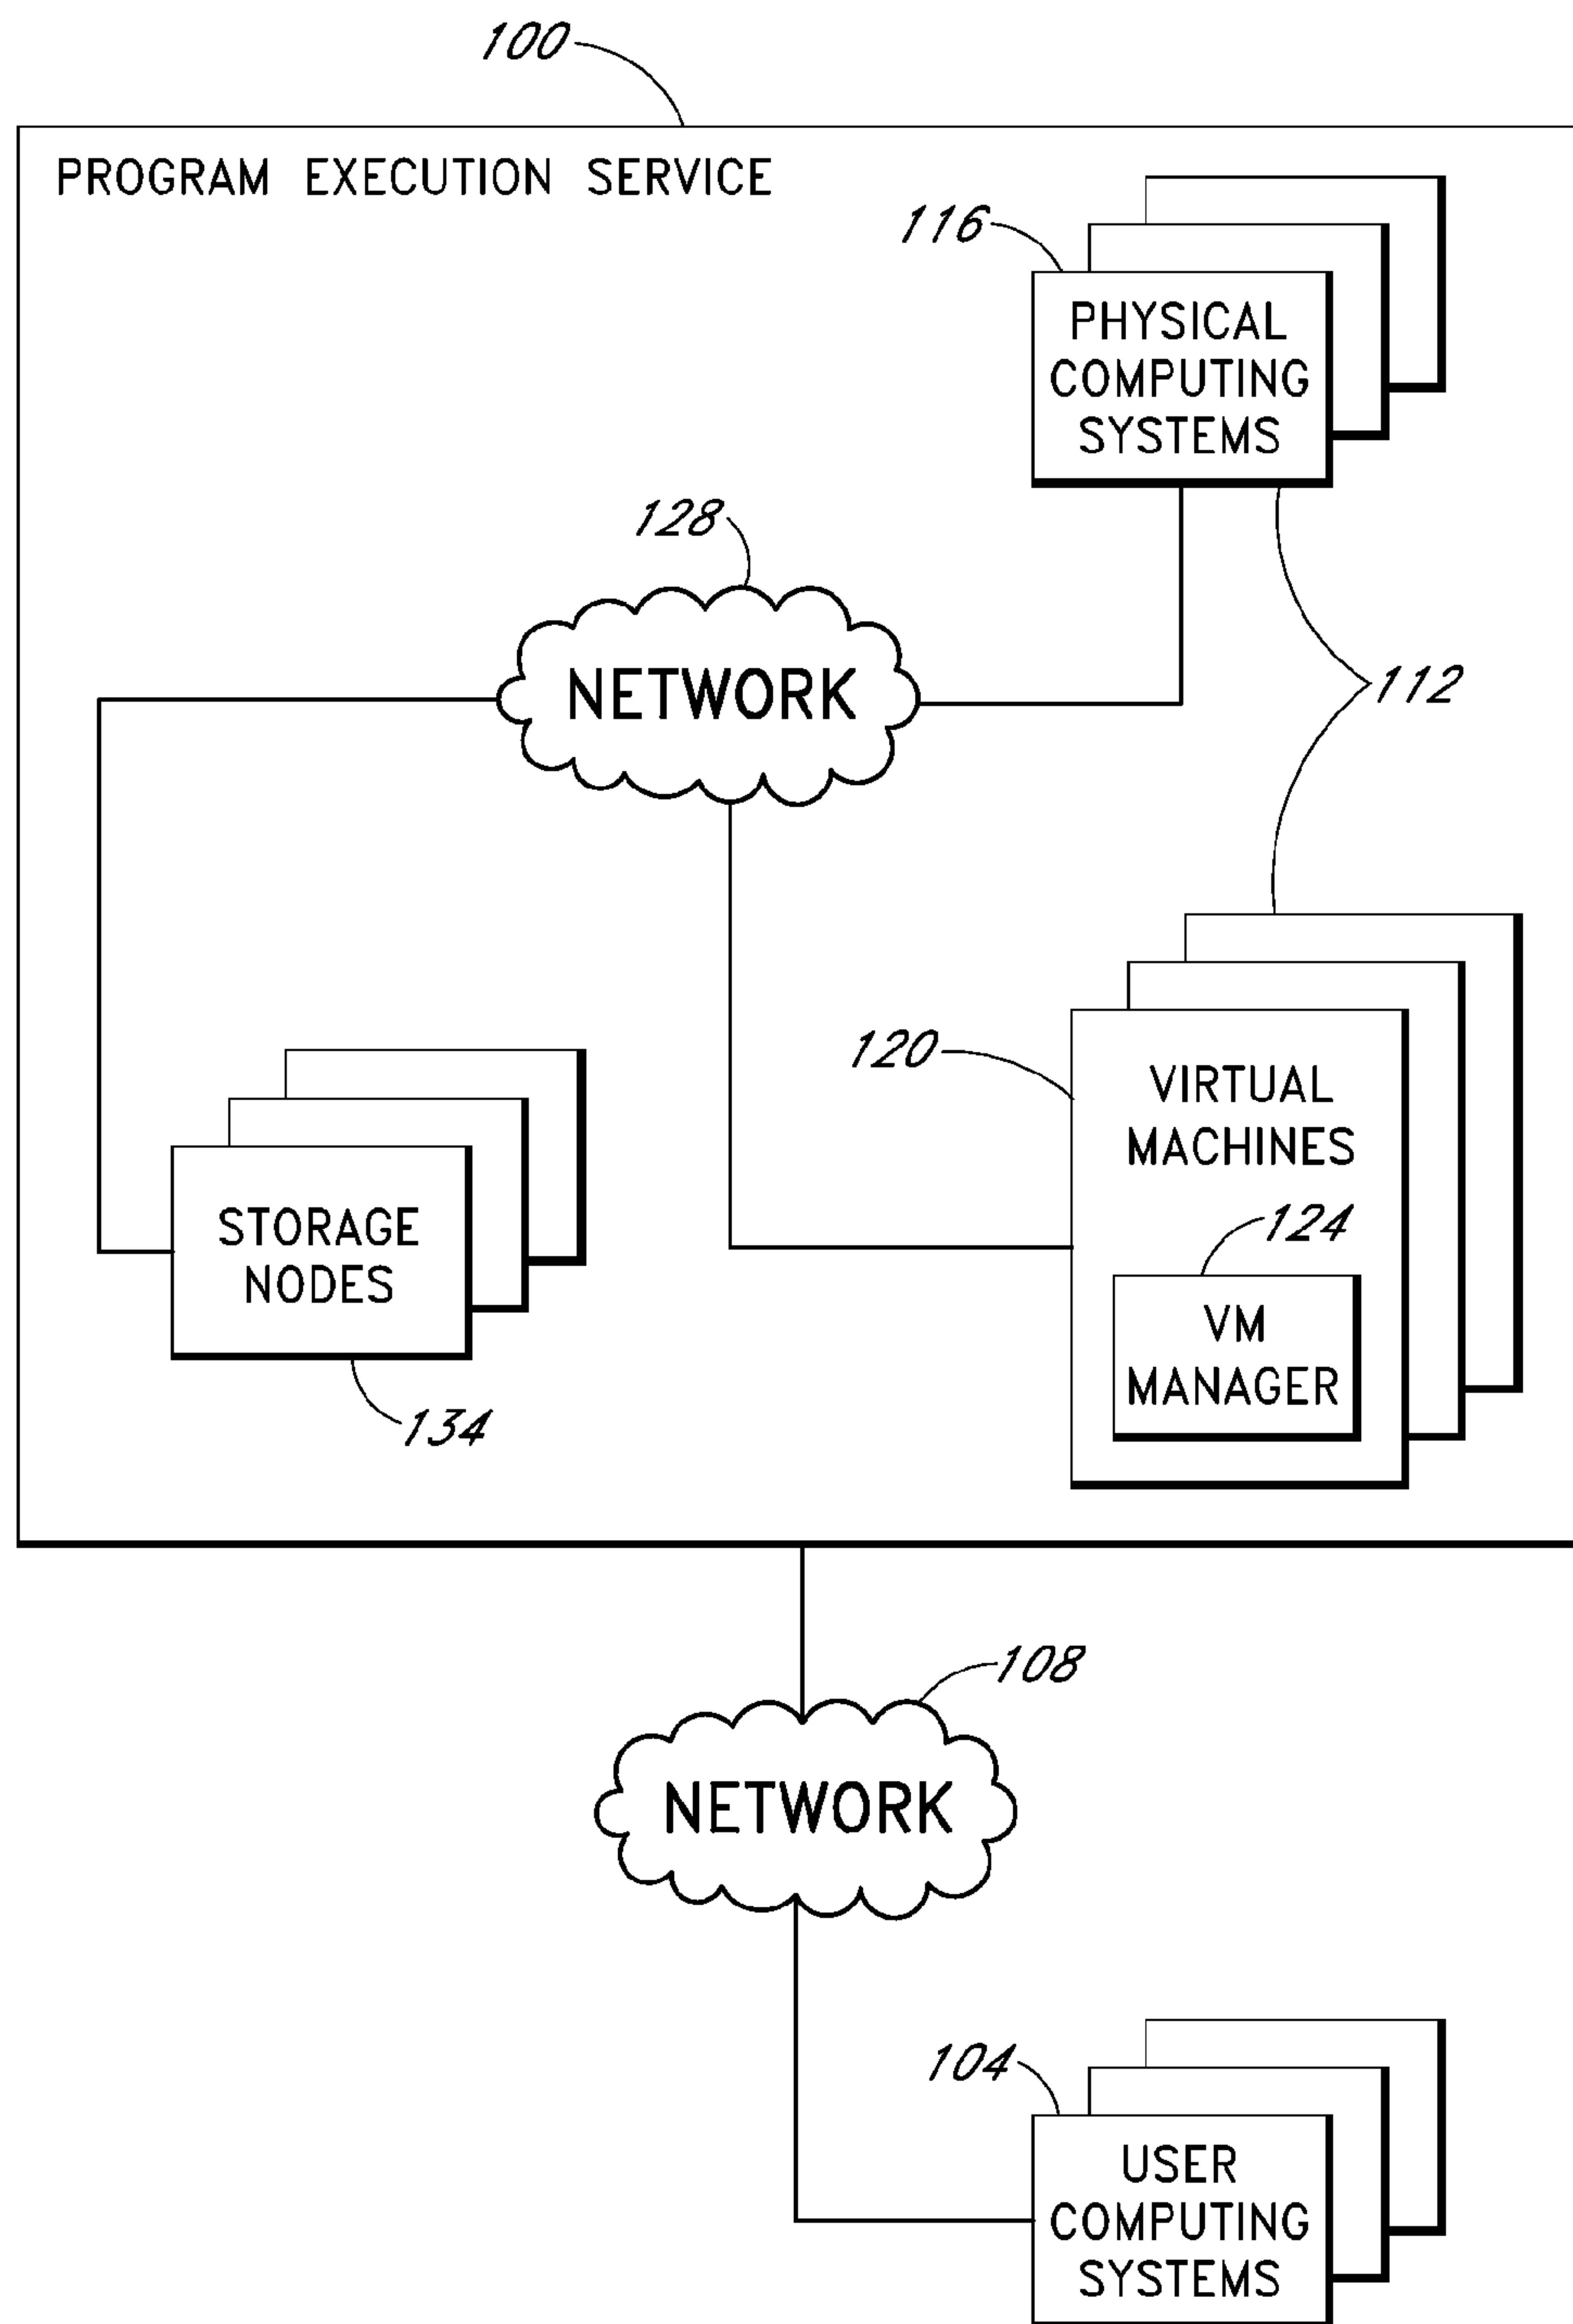 100
PROGRAM EXECUTION SERVICE
116
PHYSICAL
COMPUTING
SYSTEMS
128
NETWORK
112
120
VIRTUAL
MACHINES
124
VM
MANAGER
STORAGE
NODES
134
108
NETWORK
104
USER
COMPUTING
SYSTEMS